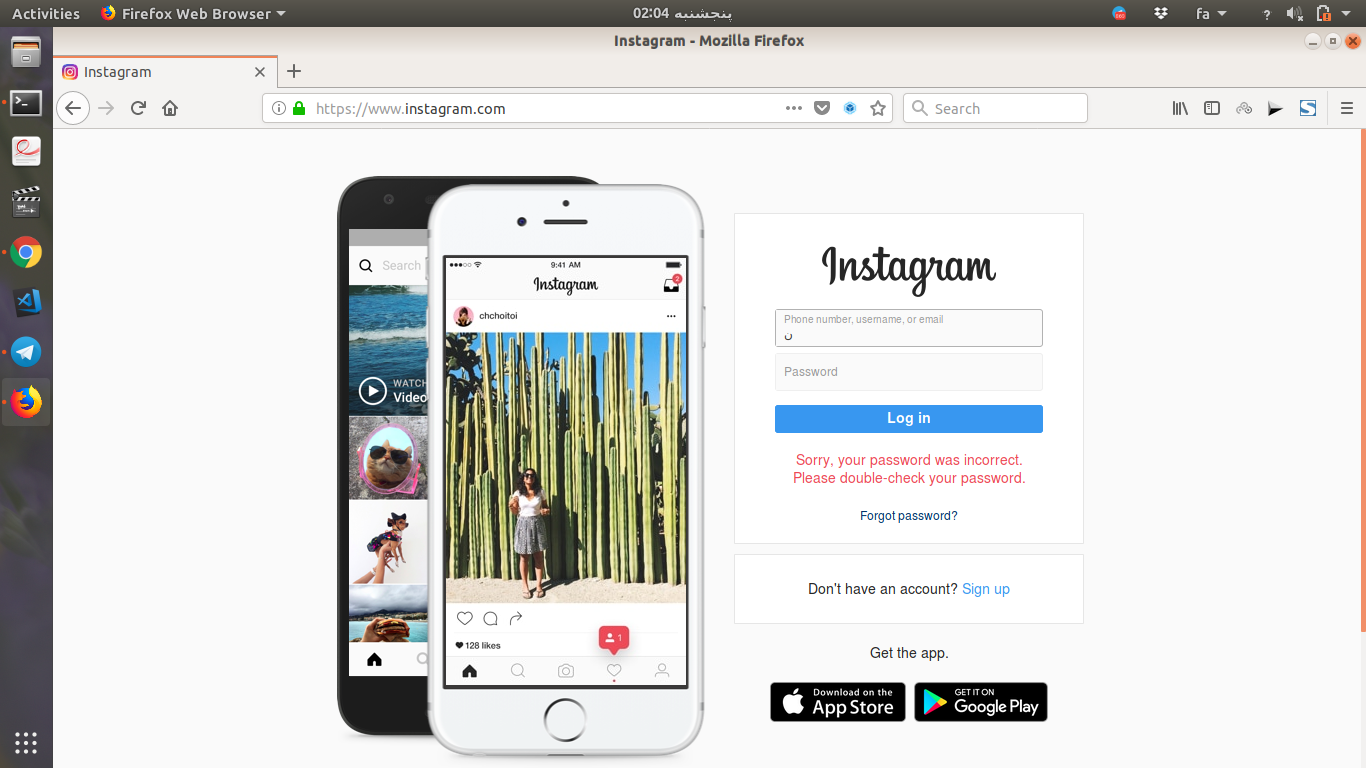 Activities
Firefox Web Browser
پنجشنبه 02:04
fa
?
Instagram - Mozilla Firefox
Instagram
https://www.instagram.com
Search
Search
WATCH
Video
9:41 AM
Instagram
chchoitoi
128 likes
1
Instagram
Phone number, username, or email
Password
Log in
Sorry, your password was incorrect.
Please double-check your password.
Forgot password?
Don't have an account? Sign up
Get the app.
Download on the
App Store
GET IT ON
Google Play